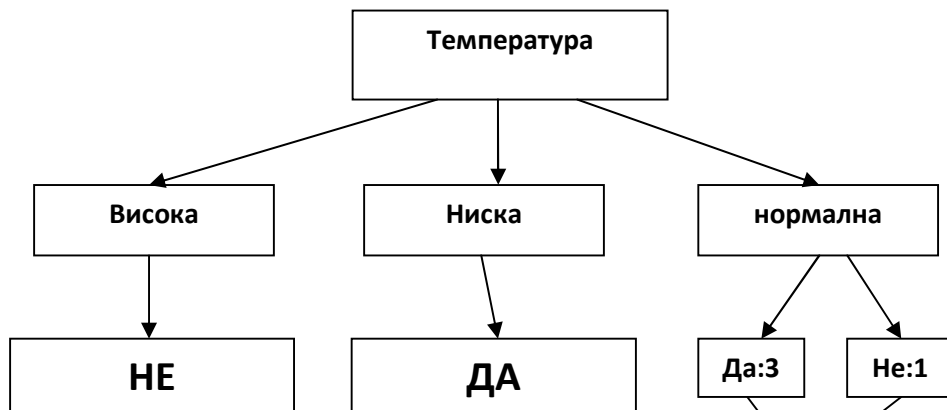 Температура
Висока
Ниска
нормална
НЕ
ДА
Да:3
Не:1